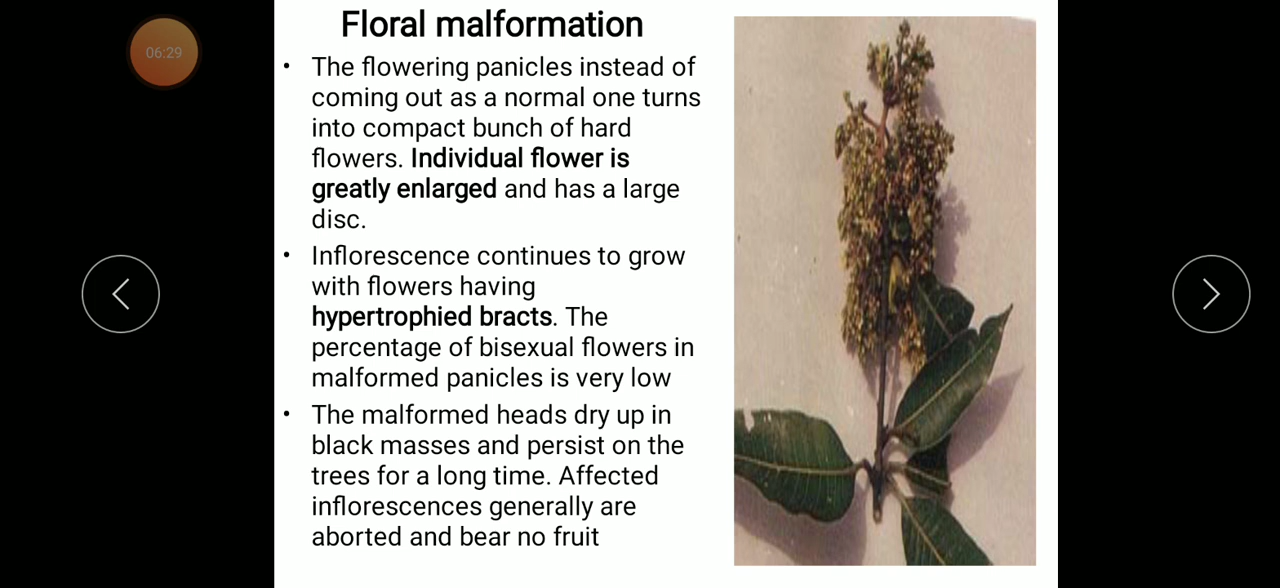 06:29
Floral malformation
• The flowering panicles instead of
coming out as a normal one turns
into compact bunch of hard
flowers. Individual flower is
greatly enlarged and has a large
disc.
• Inflorescence continues to grow
with flowers having
hypertrophied bracts. The
percentage of bisexual flowers in
malformed panicles is very low
• The malformed heads dry up in
black masses and persist on the
trees for a long time. Affected
inflorescences generally are
aborted and bear no fruit